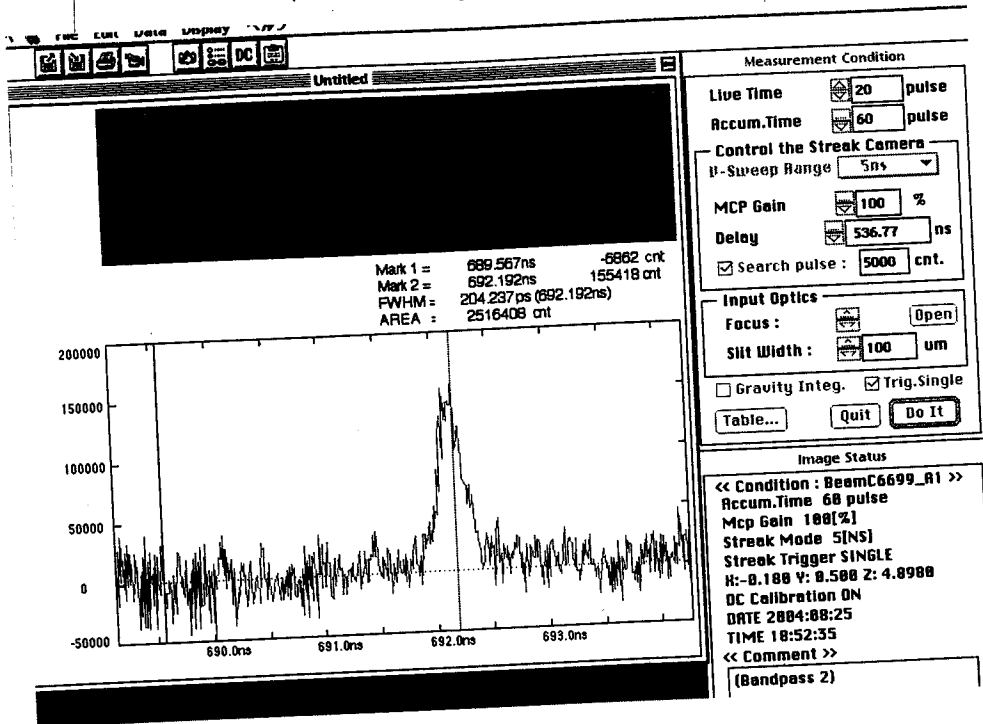 File Edit Data Display
DC
Untitled
Mark 1 = 689.567ns -6862 cnt
Mark 2 = 692.192ns 155418 cnt
FWHM = 204.237ps (692.192ns)
AREA : 2516408 cnt
200000
150000
100000
50000
0
-50000
690.0ns 691.0ns 692.0ns 693.0ns
Measurement Condition
Live Time 20 pulse
Accum.Time 60 pulse
Control the Streak Camera
V-Sweep Range 5ns
MCP Gain 100 %
Delay 536.77 ns
Search pulse : 5000 cnt.
Input Optics
Focus : Open
Slit Width : 100 um
Gravity Integ. Trig.Single
Table... Quit Do It
Image Status
<< Condition : BeamC6699_A1 >>
Accum.Time 60 pulse
Mcp Gain 100[%]
Streak Mode 5[NS]
Streak Trigger SINGLE
X:-0.100 Y: 0.500 Z: 4.8900
DC Calibration ON
DATE 2004:08:25
TIME 10:52:35
<< Comment >>
(Bandpass 2)